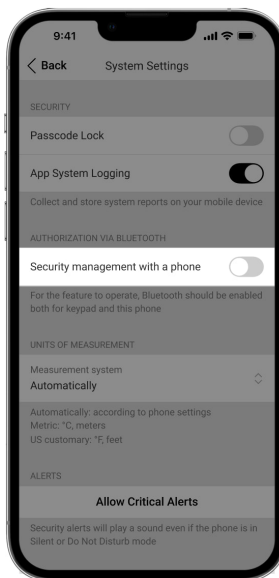 9:41
Back
System Settings
SECURITY
Passcode Lock
App System Logging
Collect and store system reports on your mobile device
AUTHORIZATION VIA BLUETOOTH
Security management with a phone
For the feature to operate, Bluetooth should be enabled
both for keypad and this phone
UNITS OF MEASUREMENT
Measurement system
Automatically
Automatically: according to phone settings
Metric: °C, meters
US customary: °F, feet
ALERTS
Allow Critical Alerts
Security alerts will play a sound even if the phone is in
Silent or Do Not Disturb mode